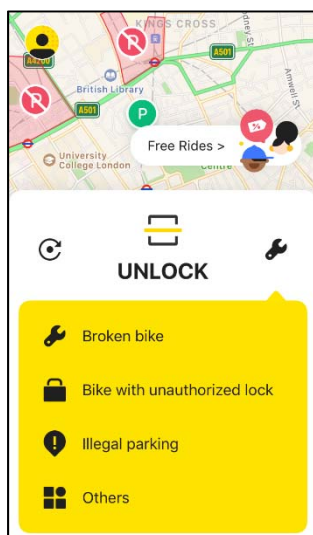 KINGS CROSS
A501
A4200
British Library
A501
P
Free Rides >
University
College London
Centre
Amwell St
UNLOCK
Broken bike
Bike with unauthorized lock
Illegal parking
Others